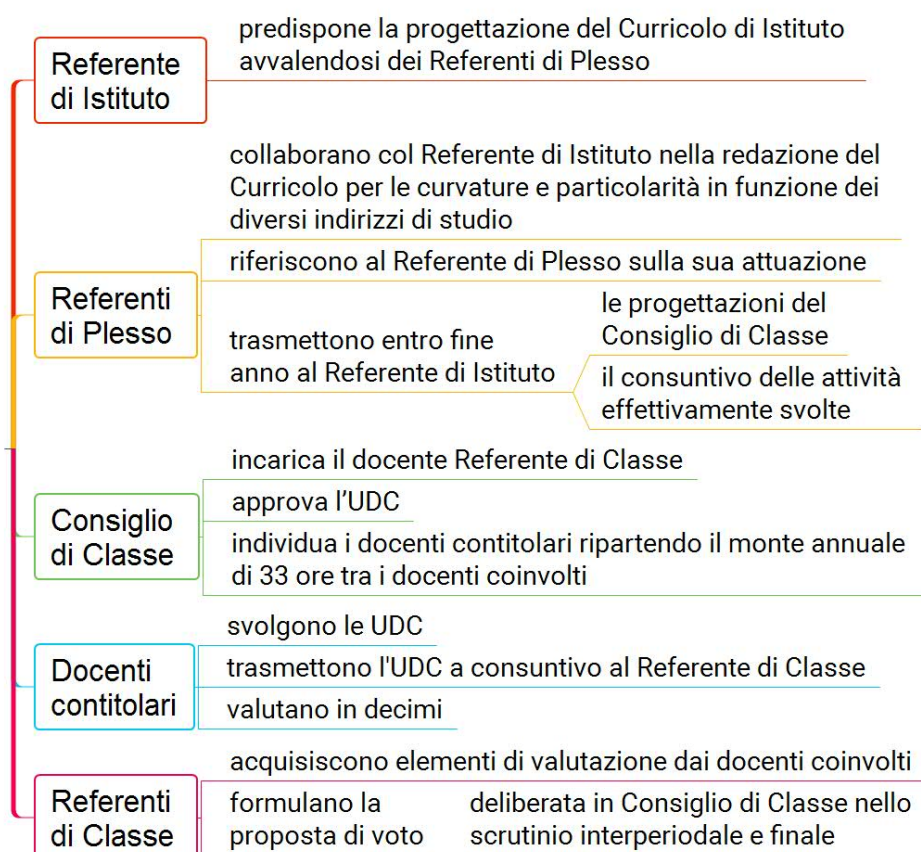 Referente
di Istituto
predispone la progettazione del Curricolo di Istituto
avvalendosi dei Referenti di Plesso
Referenti
di Plesso
collaborano col Referente di Istituto nella redazione del
Curricolo per le curvature e particolarità in funzione dei
diversi indirizzi di studio
riferiscono al Referente di Plesso sulla sua attuazione
trasmettono entro fine
anno al Referente di Istituto
le progettazioni del
Consiglio di Classe
il consuntivo delle attività
effettivamente svolte
Consiglio
di Classe
incarica il docente Referente di Classe
approva l’UDC
individua i docenti contitolari ripartendo il monte annuale
di 33 ore tra i docenti coinvolti
Docenti
contitolari
svolgono le UDC
trasmettono l'UDC a consuntivo al Referente di Classe
valutano in decimi
Referenti
di Classe
acquisiscono elementi di valutazione dai docenti coinvolti
formulano la
proposta di voto
deliberata in Consiglio di Classe nello
scrutinio interperiodale e finale